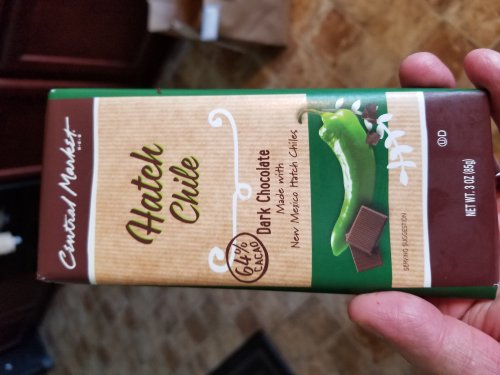 Central Market
H·E·B
Hatch
Chile
64%
CACAO
Dark Chocolate
Made with
New Mexico Hatch Chiles
SERVING SUGGESTION
UD
NET WT. 3 OZ (85g)